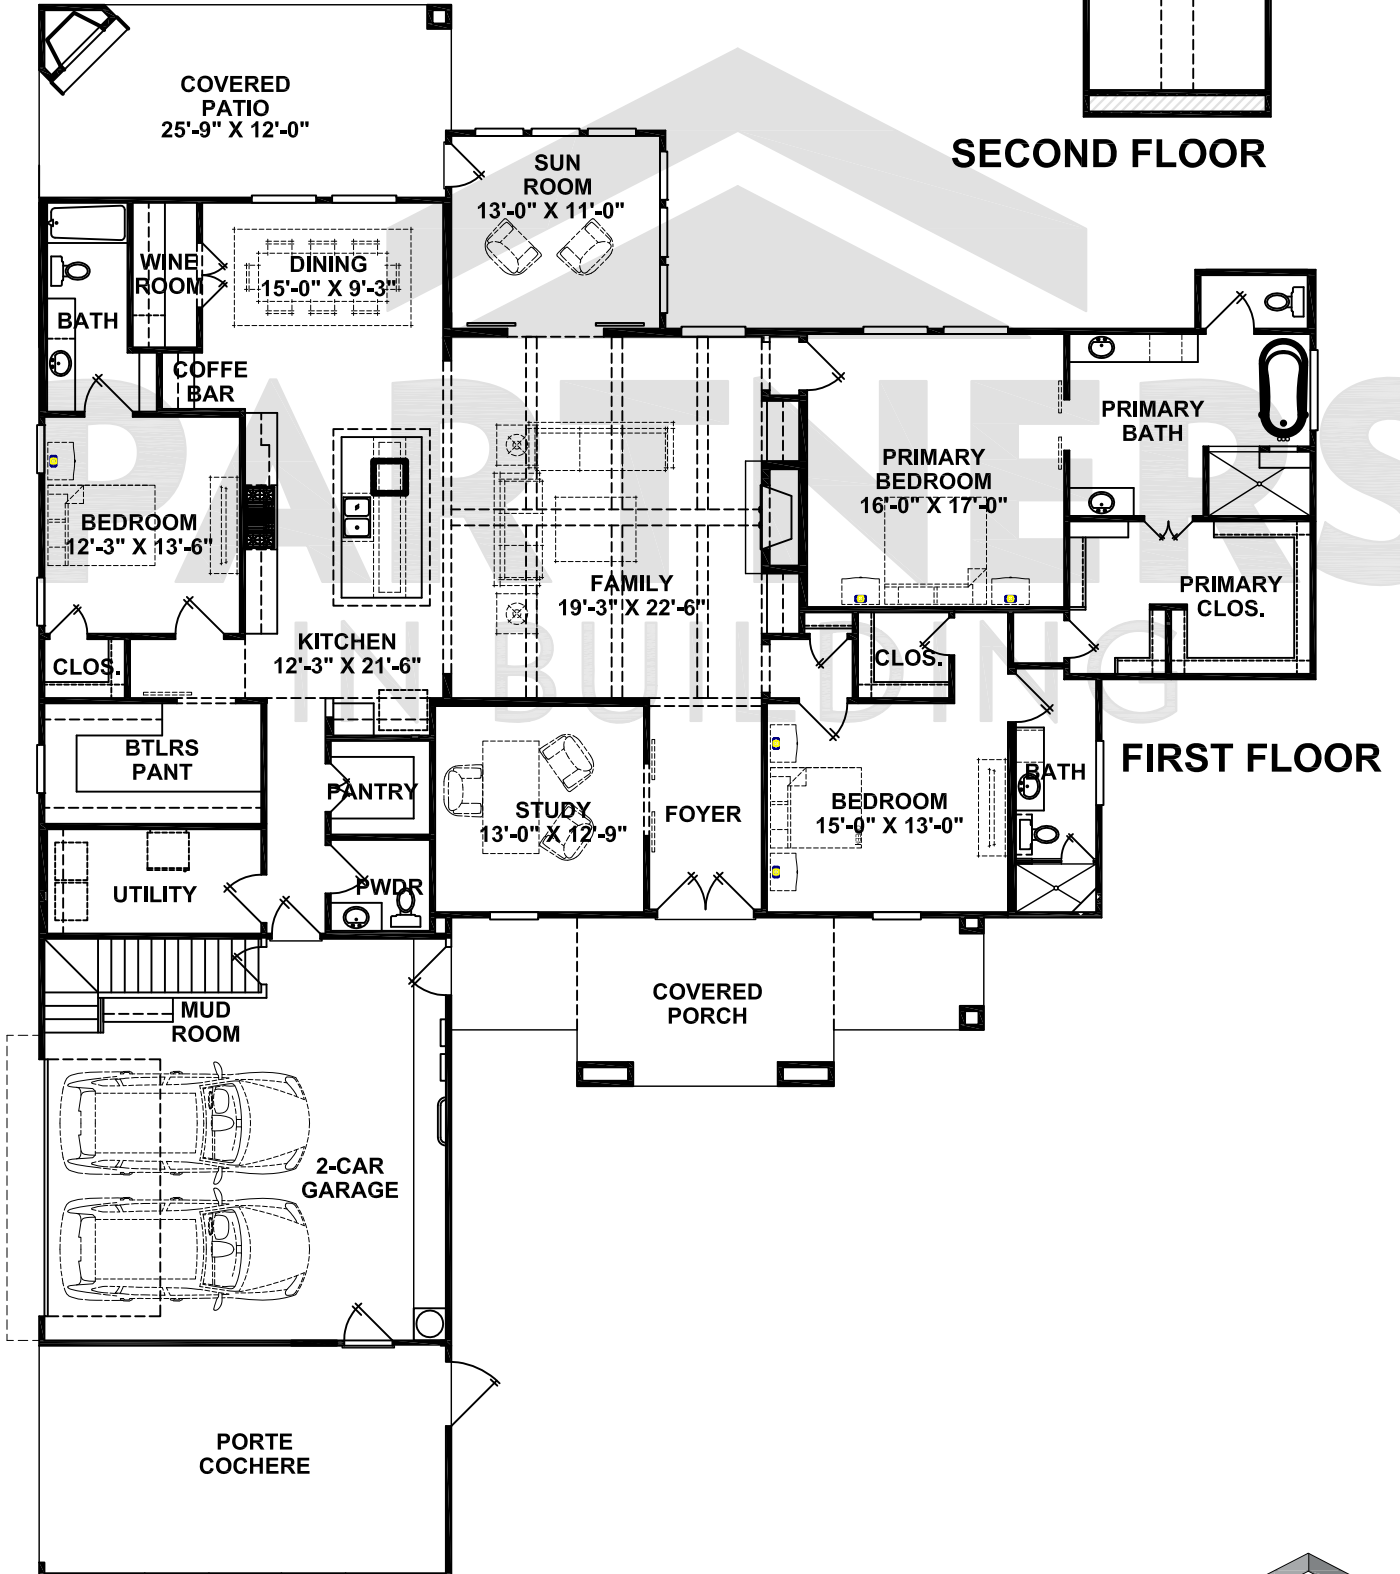 COVERED
PATIO
25'-9" X 12'-0"
SECOND FLOOR
SUN
ROOM
13'-0" X 11'-0"
WINE
ROOM
DINING
15'-0" X 9'-3"
BATH
COFFE
BAR
PRIMARY
BATH
PRIMARY
BEDROOM
16'-0" X 17'-0"
BEDROOM
12'-3" X 13'-6"
FAMILY
19'-3" X 22'-6"
PRIMARY
CLOS.
KITCHEN
12'-3" X 21'-6"
CLOS.
CLOS.
BTLRS
PANT
FIRST FLOOR
PANTRY
STUDY
13'-0" X 12'-9"
FOYER
BEDROOM
15'-0" X 13'-0"
BATH
UTILITY
PWDR
COVERED
PORCH
MUD
ROOM
2-CAR
GARAGE
PORTE
COCHERE
PARTNERS
IN BUILDING